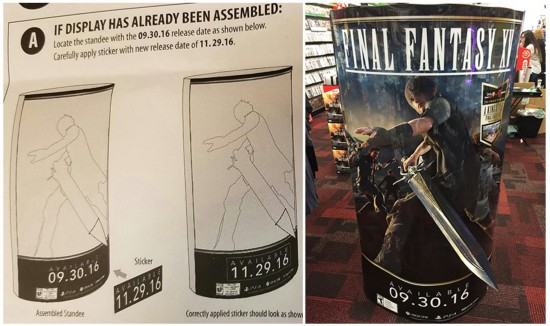 A
IF DISPLAY HAS ALREADY BEEN ASSEMBLED:
Locate the standee with the 09.30.16 release date as shown below.
Carefully apply sticker with new release date of 11.29.16.
AVAILABLE
09.30.16
Sticker
AVAILABLE
11.29.16
AVAILABLE
11.29.16
Assembled Standee
Correctly applied sticker should look as show
FINAL FANTASY XV
AVAILABLE
09.30.16